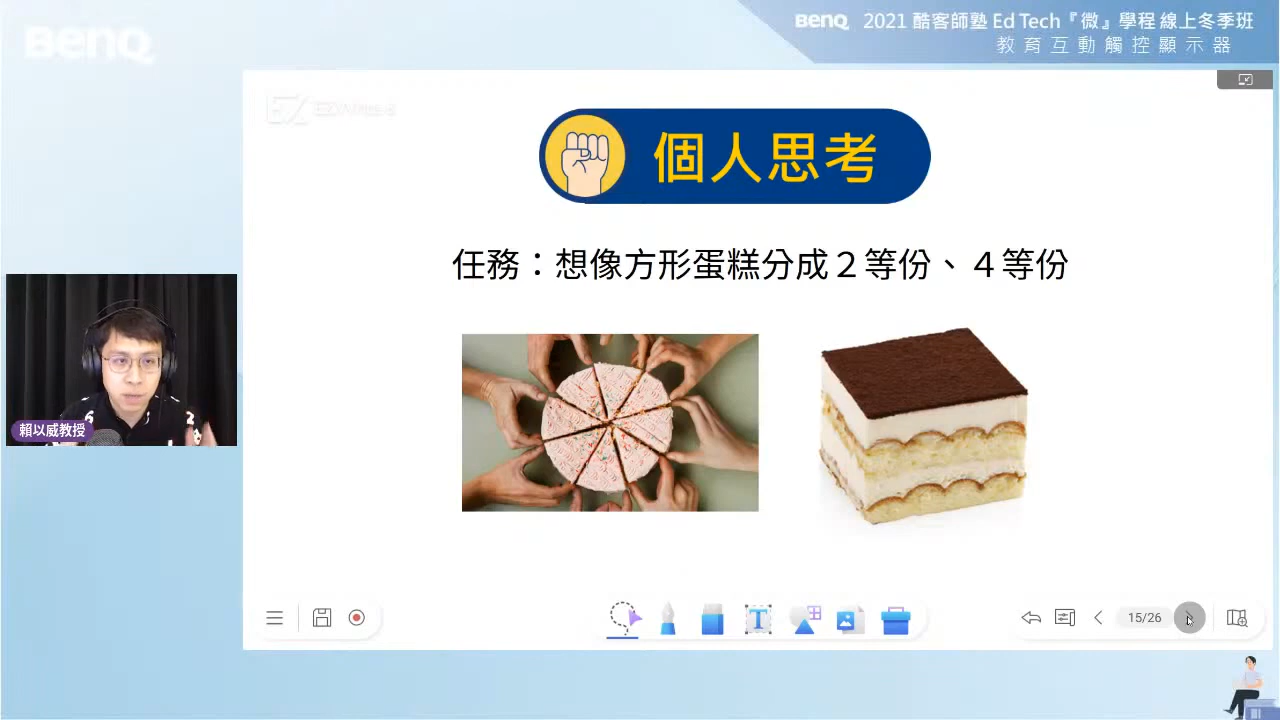 BenQ
BenQ 2021 酷客師塾 Ed Tech『微』學程 線上冬季班
教育互動觸控顯示器
個人思考
任務：想像方形蛋糕分成２等份、４等份
賴以威教授
T
15/26